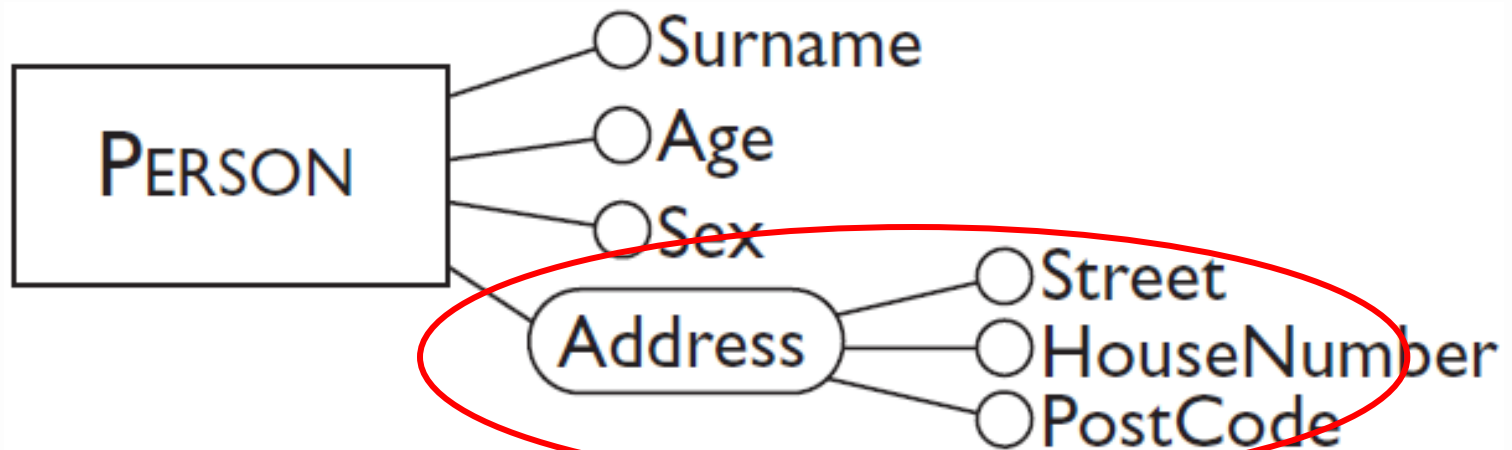 Surname
PERSON
Age
Sex
Address
Street
HouseNumber
PostCode